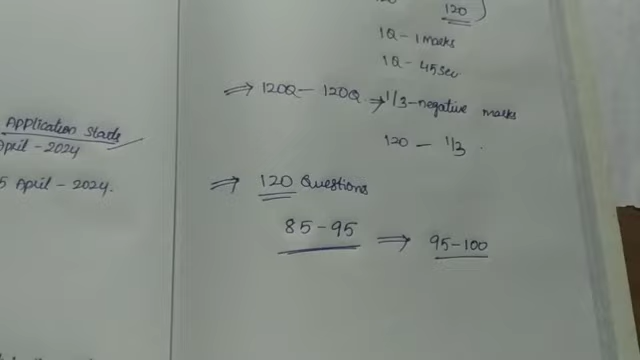 120
1Q - 1 Marks
1Q - 45 Sec
⇒ 120Q - 120Q → 1/3 - negative marks
120 - 1/3 .
Application Starts
April - 2024
5 April - 2024.
⇒ 120 Questions
85 - 95 ⇒ 95 - 100